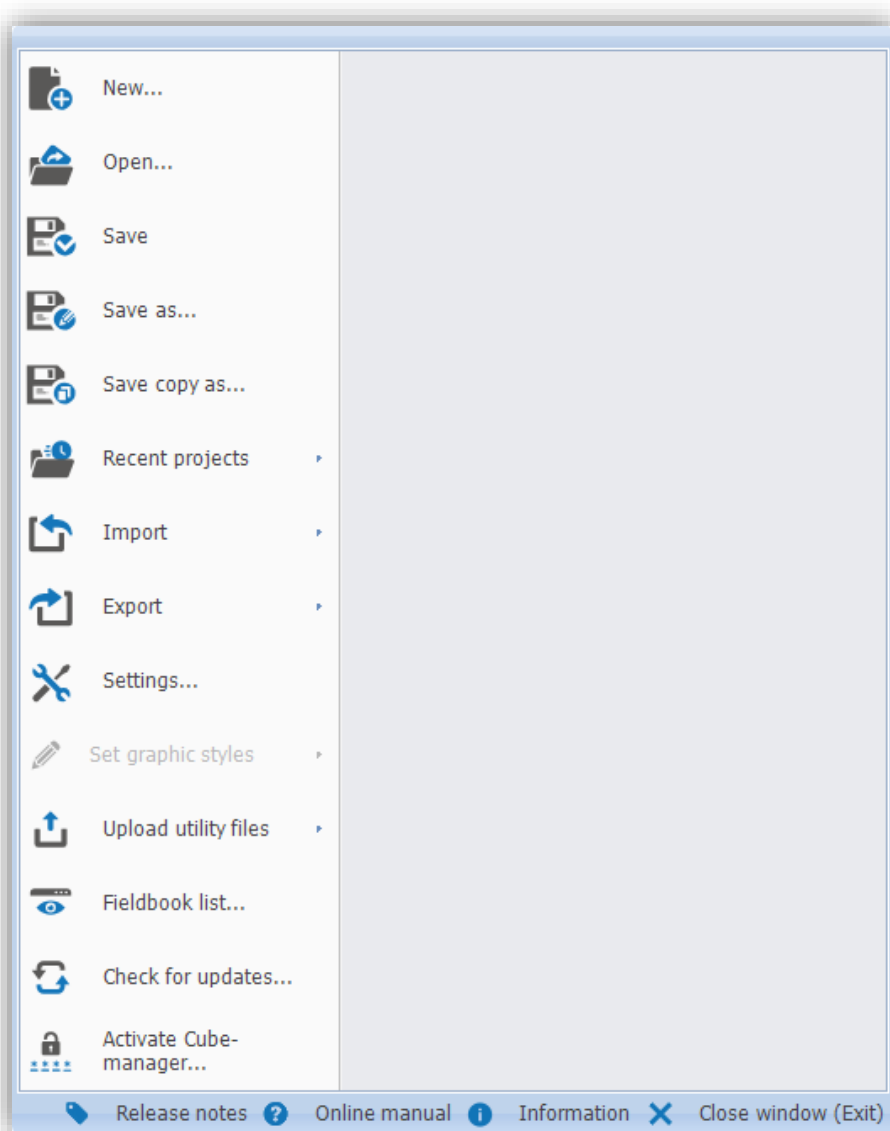 New...
Open...
Save
Save as...
Save copy as...
Recent projects
Import
Export
Settings...
Set graphic styles
Upload utility files
Fieldbook list...
Check for updates...
Activate Cube-
manager...
Release notes Online manual Information Close window (Exit)